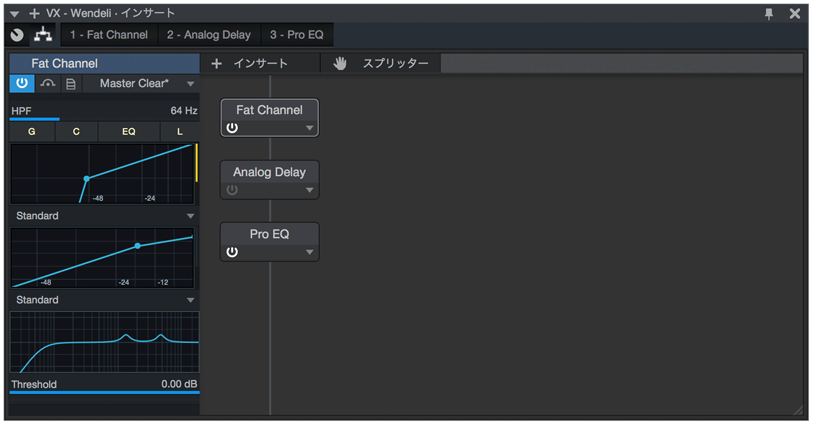 VX - Wendeli · インサート
1 - Fat Channel 2 - Analog Delay 3 - Pro EQ
Fat Channel インサート スプリッター
Master Clear*
HPF 64 Hz
G C EQ L
-48 -24
Standard
-48 -24 -12
Standard
Threshold 0.00 dB
Fat Channel
Analog Delay
Pro EQ